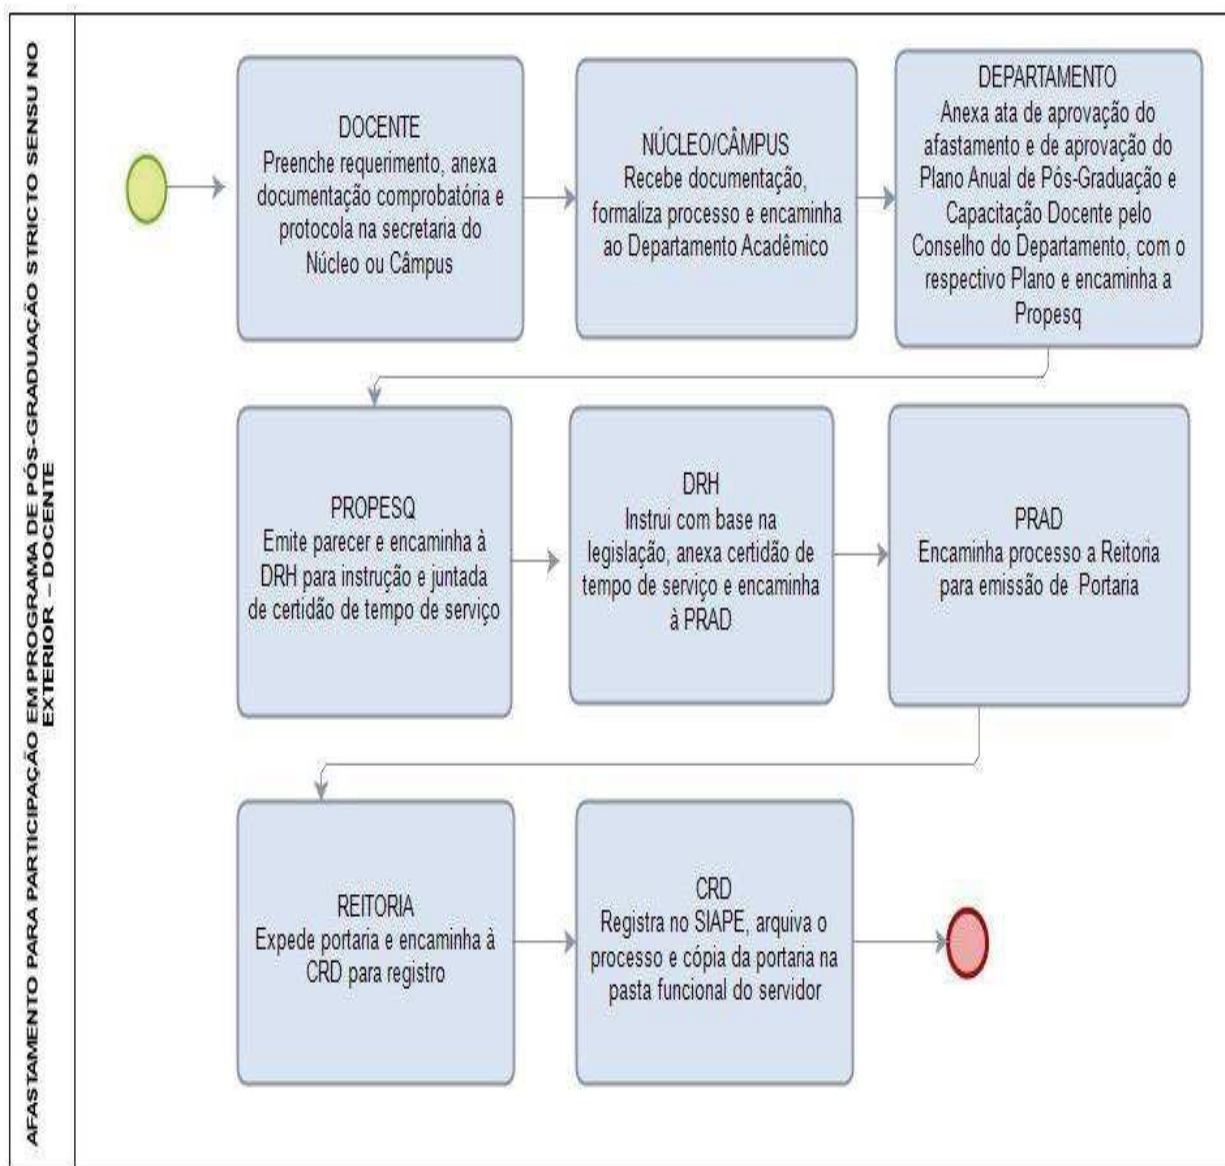 AFASTAMENTO PARA PARTICIPAÇÃO EM PROGRAMA DE PÓS-GRADUAÇÃO STRICTO SENSU NO
EXTERIOR – DOCENTE
DOCENTE
Preenche requerimento, anexa
documentação comprobatória e
protocola na secretaria do
Núcleo ou Câmpus
NÚCLEO/CÂMPUS
Recebe documentação,
formaliza processo e encaminha
ao Departamento Acadêmico
DEPARTAMENTO
Anexa ata de aprovação do
afastamento e de aprovação do
Plano Anual de Pós-Graduação e
Capacitação Docente pelo
Conselho do Departamento, com o
respectivo Plano e encaminha a
Propesq
PROPESQ
Emite parecer e encaminha à
DRH para instrução e juntada
de certidão de tempo de serviço
DRH
Instrui com base na
legislação, anexa certidão de
tempo de serviço e encaminha
à PRAD
PRAD
Encaminha processo a Reitoria
para emissão de Portaria
REITORIA
Expede portaria e encaminha à
CRD para registro
CRD
Registra no SIAPE, arquiva o
processo e cópia da portaria na
pasta funcional do servidor